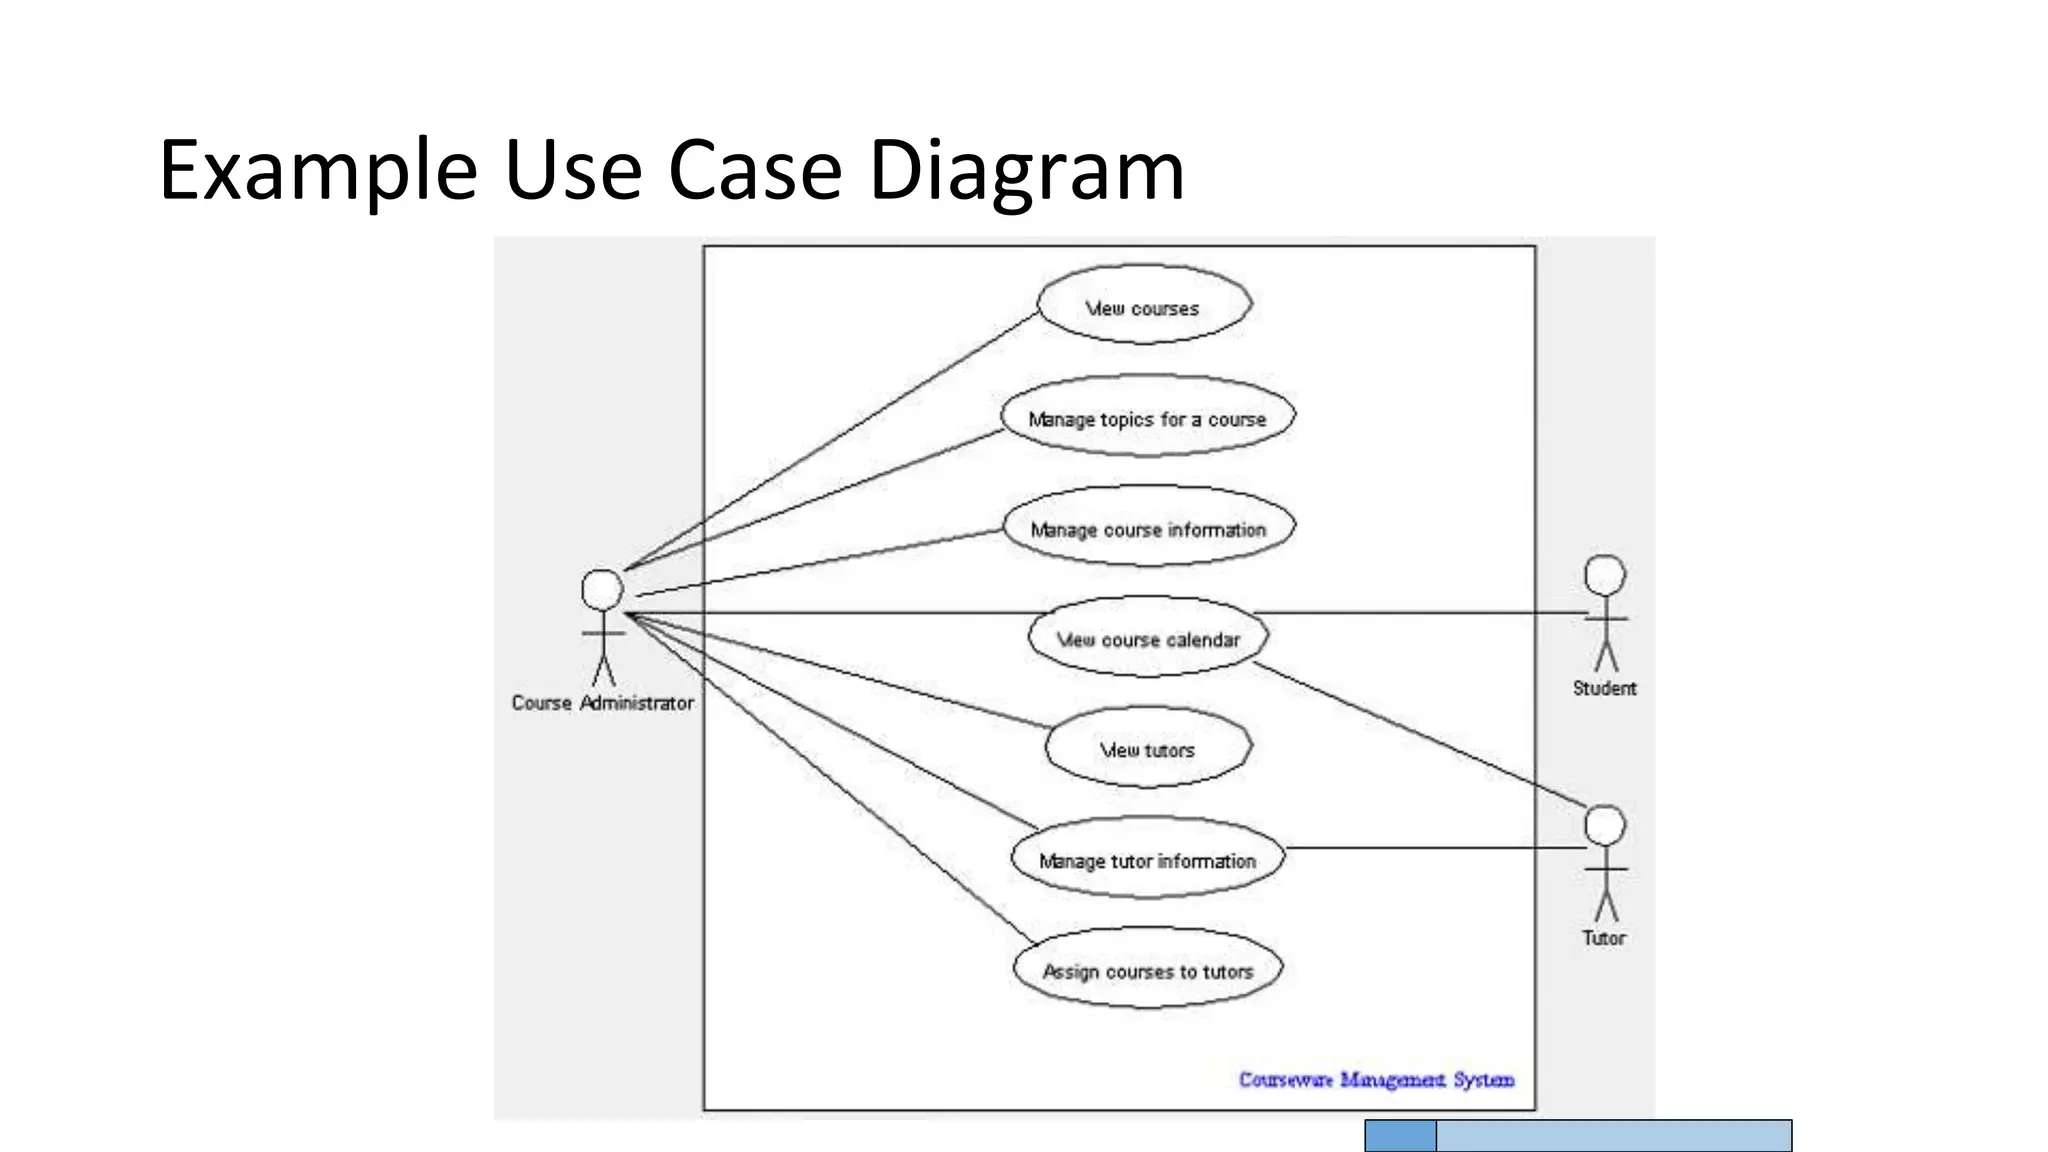 Example Use Case Diagram
View courses
Manage topics for a course
Manage course information
View course calendar
Student
Course Administrator
View tutors
Manage tutor information
Tutor
Assign courses to tutors
Courseware Management System